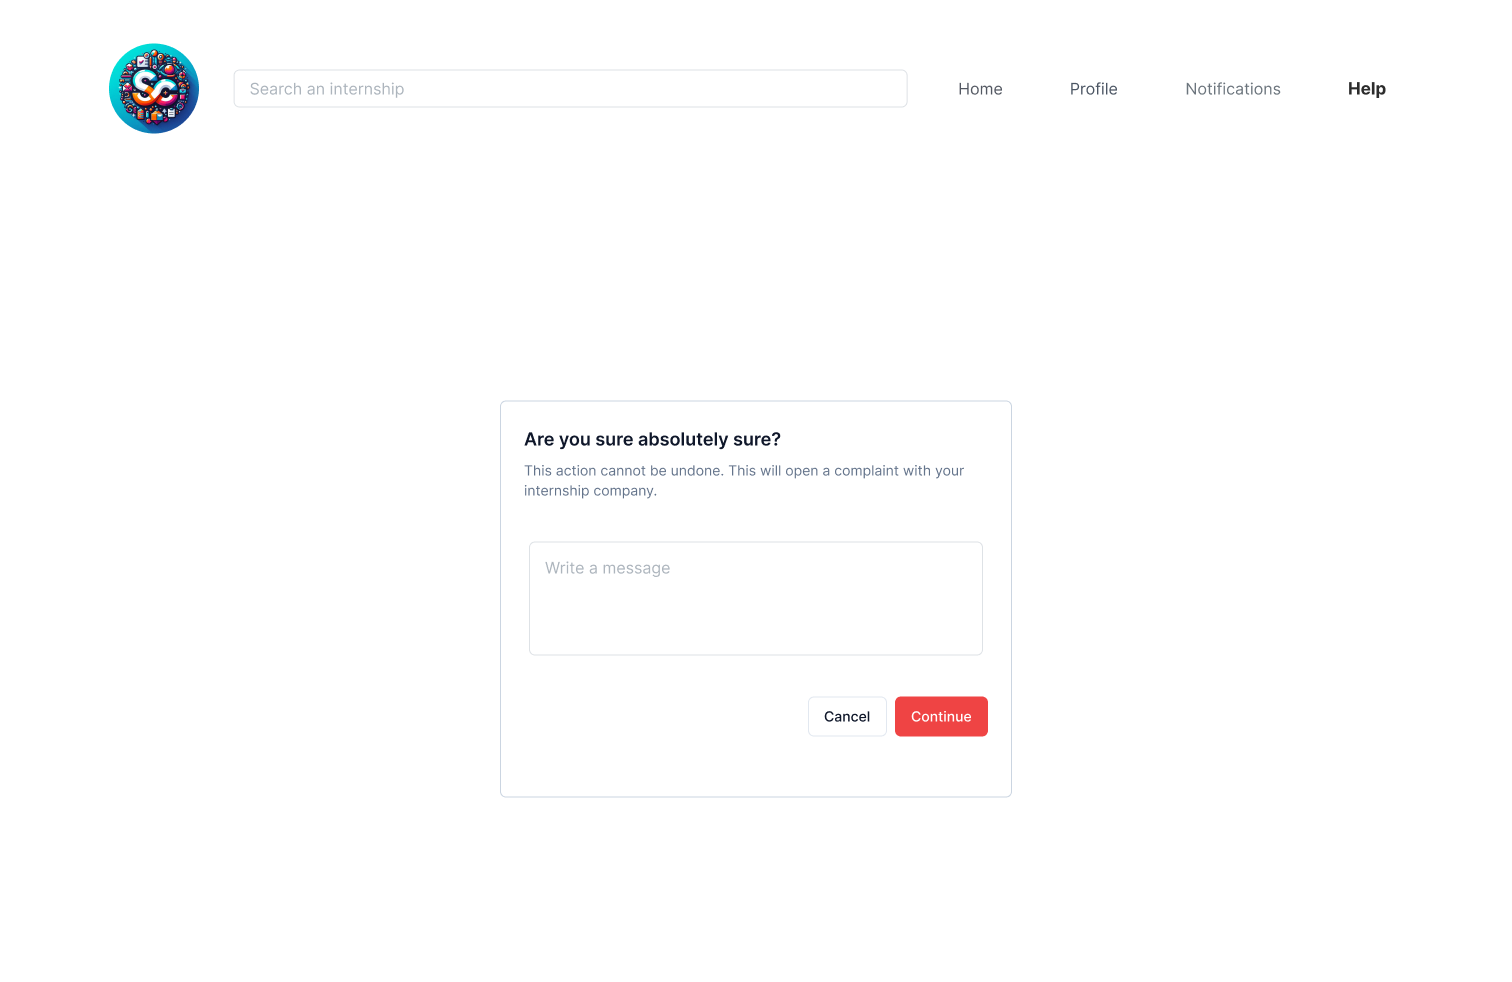 SC
Search an internship
Home
Profile
Notifications
Help
Are you sure absolutely sure?
This action cannot be undone. This will open a complaint with your
internship company.
Write a message
Cancel
Continue